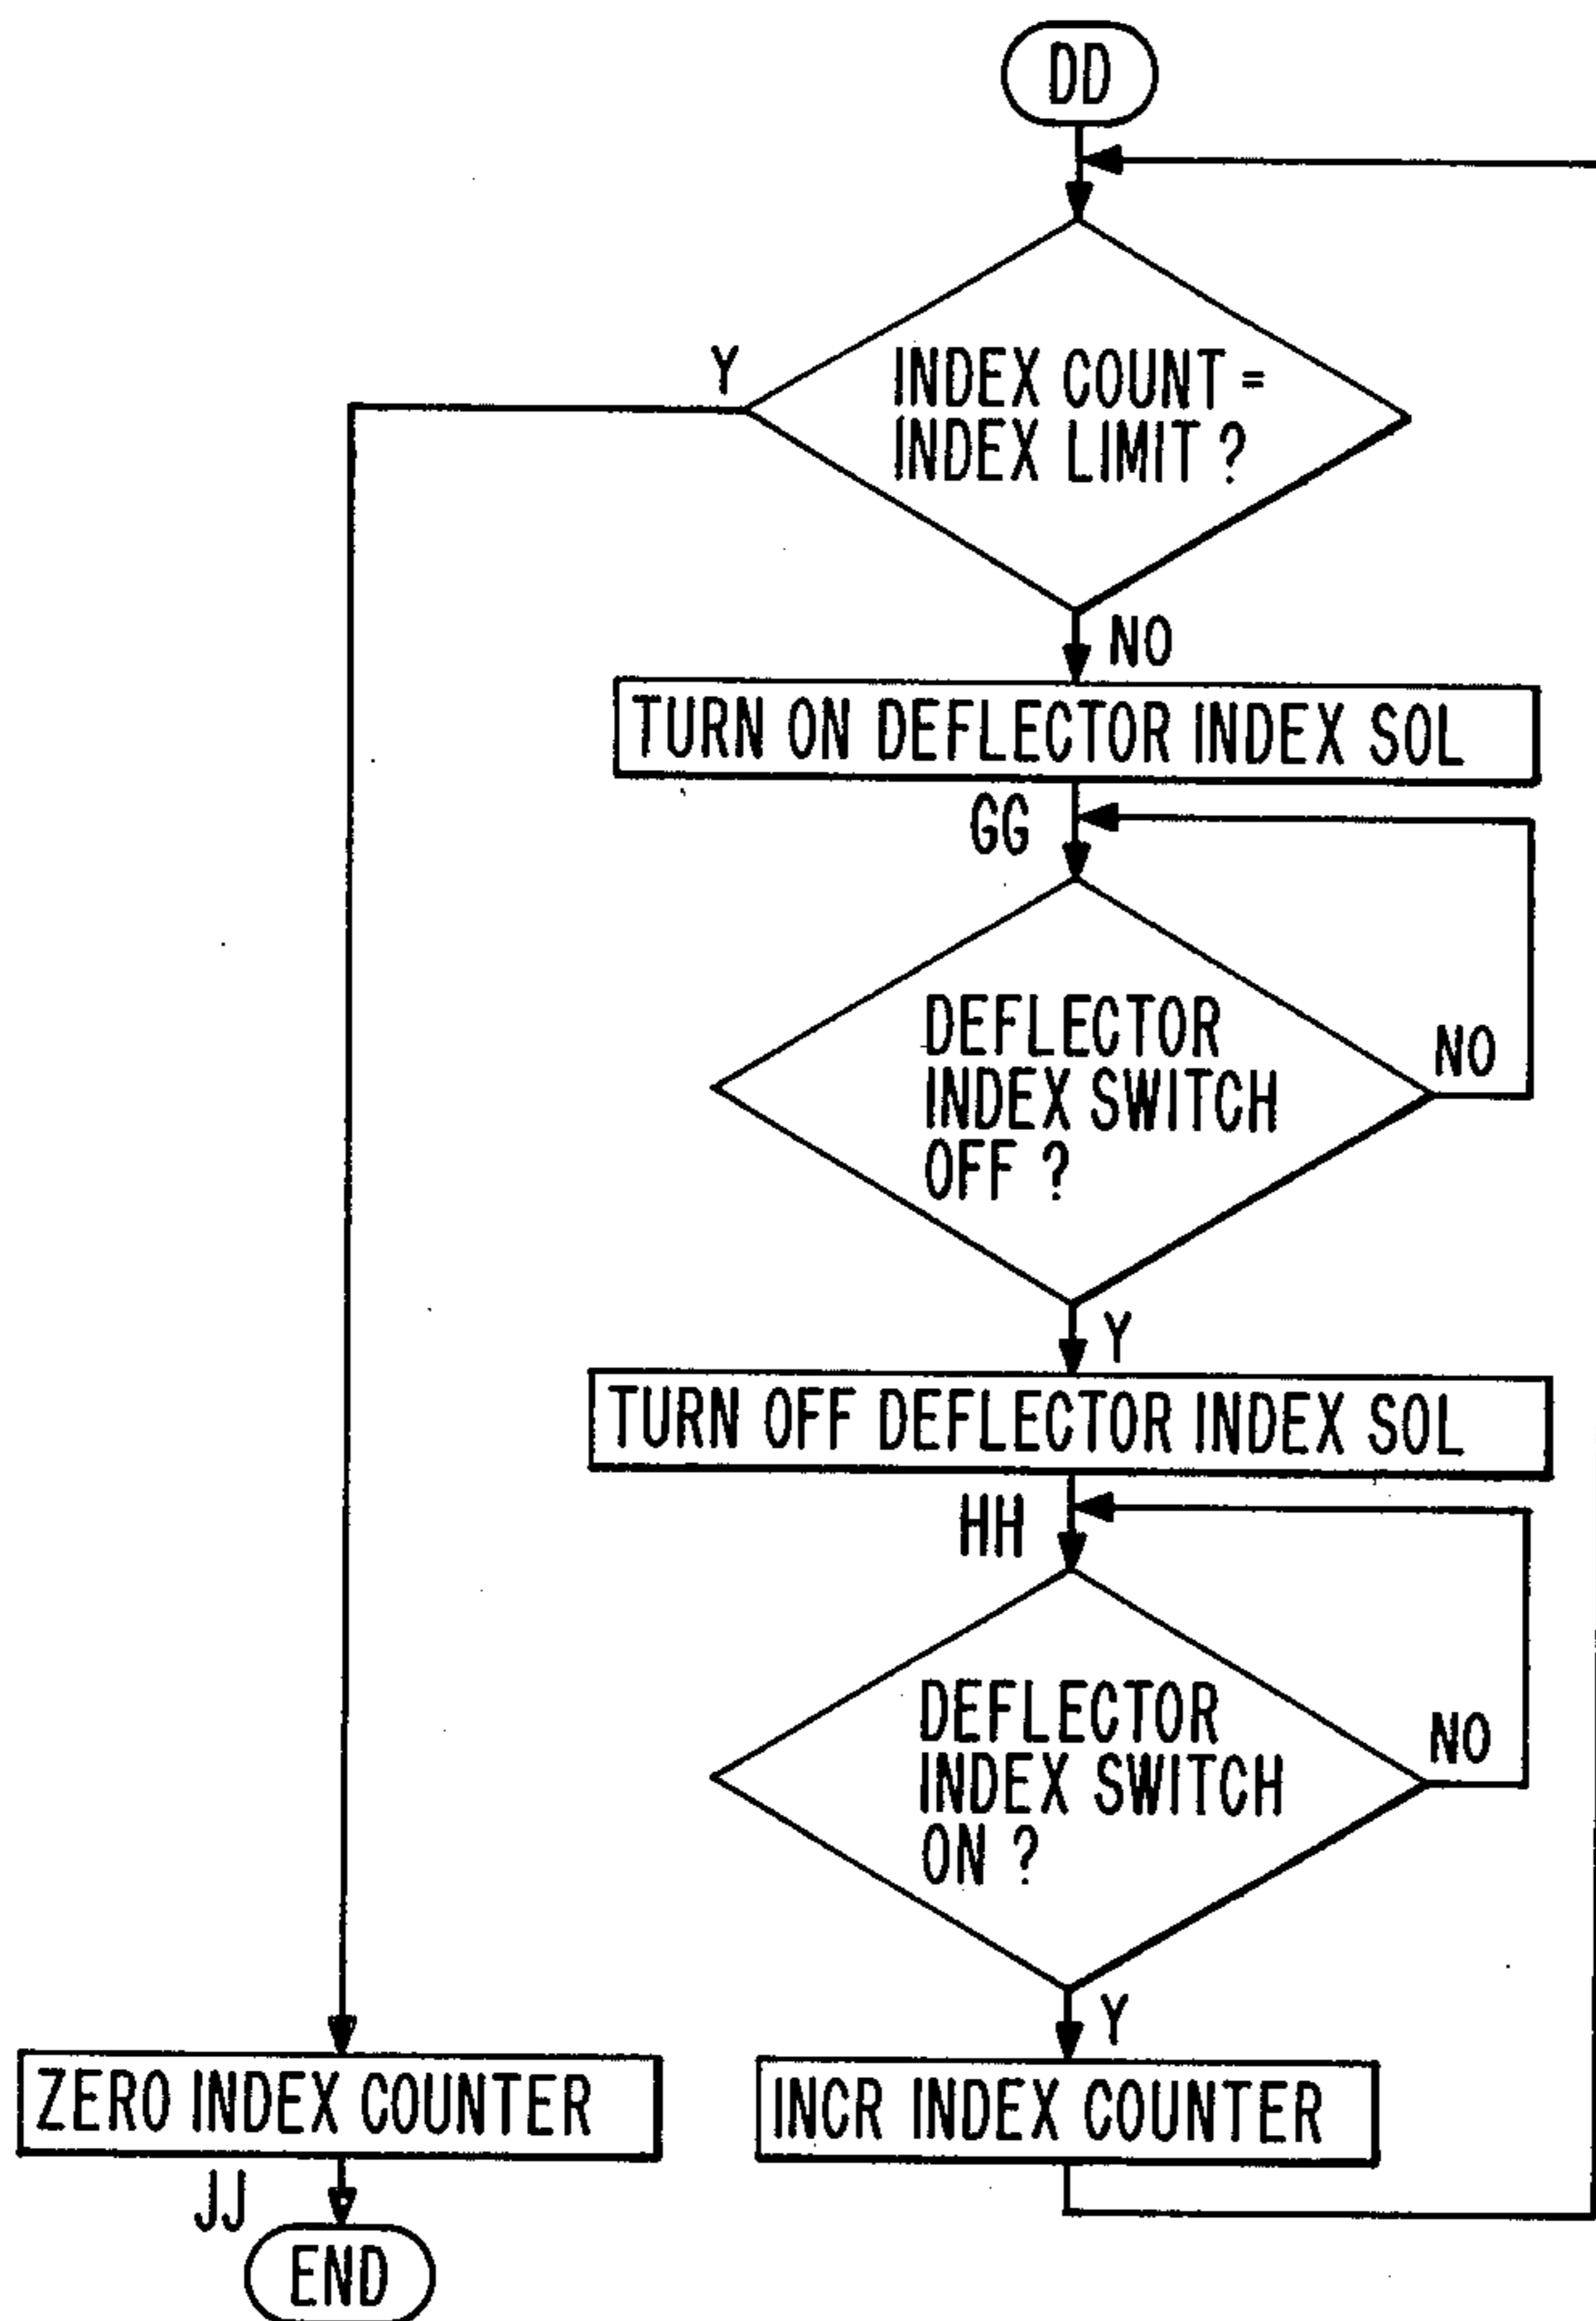 DD
Y
INDEX COUNT =
INDEX LIMIT ?
NO
TURN ON DEFLECTOR INDEX SOL
GG
DEFLECTOR
INDEX SWITCH
OFF ?
NO
Y
TURN OFF DEFLECTOR INDEX SOL
HH
DEFLECTOR
INDEX SWITCH
ON ?
NO
Y
ZERO INDEX COUNTER
INCR INDEX COUNTER
JJ
END